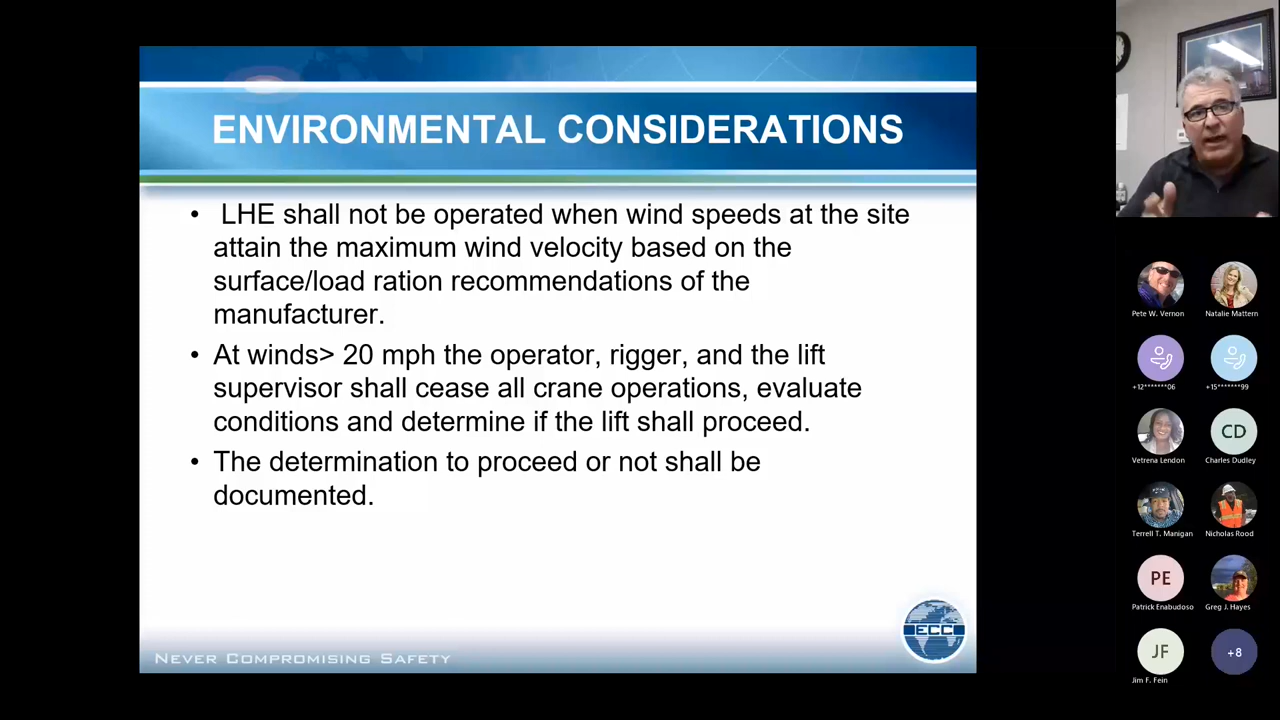 ENVIRONMENTAL CONSIDERATIONS
• LHE shall not be operated when wind speeds at the site
attain the maximum wind velocity based on the
surface/load ration recommendations of the
manufacturer.
• At winds> 20 mph the operator, rigger, and the lift
supervisor shall cease all crane operations, evaluate
conditions and determine if the lift shall proceed.
• The determination to proceed or not shall be
documented.
ECC
NEVER COMPROMISING SAFETY
Pete W. Vernon
Natalie Mattern
+12*******06
+15*******99
Vetrena Lendon
CD
Charles Dudley
Terrell T. Manigan
Nicholas Rood
PE
Patrick Enabudoso
Greg J. Hayes
JF
Jim F. Fein
+8